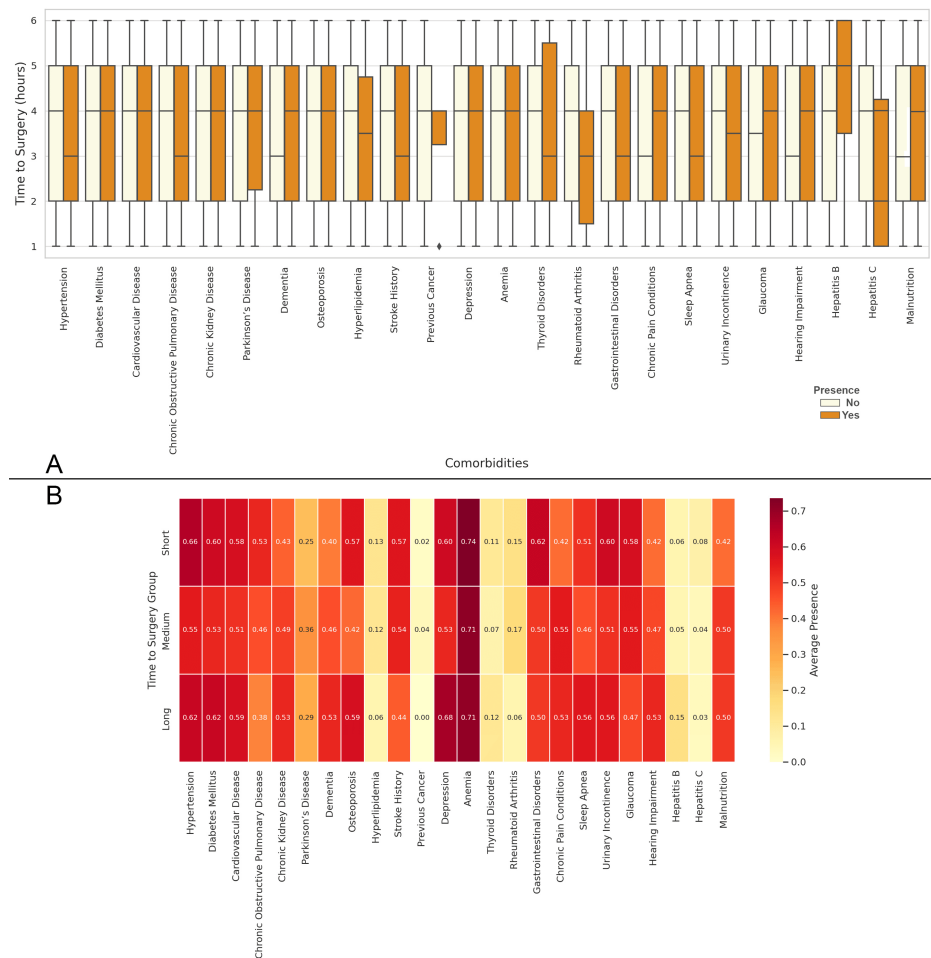 Time to Surgery (hours)
6
5
4
3
2
1
Hypertension
Diabetes Mellitus
Cardiovascular Disease
Chronic Obstructive Pulmonary Disease
Chronic Kidney Disease
Parkinson's Disease
Dementia
Osteoporosis
Hyperlipidemia
Stroke History
Previous Cancer
Depression
Anemia
Thyroid Disorders
Rheumatoid Arthritis
Gastrointestinal Disorders
Chronic Pain Conditions
Sleep Apnea
Urinary Incontinence
Glaucoma
Hearing Impairment
Hepatitis B
Hepatitis C
Malnutrition
Presence
No
Yes
A
Comorbidities
B
Time to Surgery Group
Short
0.66 0.60 0.58 0.53 0.43 0.25 0.40 0.57 0.13 0.57 0.02 0.60 0.74 0.11 0.15 0.62 0.42 0.51 0.60 0.58 0.42 0.06 0.08 0.42
Medium
0.55 0.53 0.51 0.46 0.49 0.36 0.46 0.42 0.12 0.54 0.04 0.53 0.71 0.07 0.17 0.50 0.55 0.46 0.51 0.55 0.47 0.05 0.04 0.50
Long
0.62 0.62 0.59 0.38 0.53 0.29 0.53 0.59 0.06 0.44 0.00 0.68 0.71 0.12 0.06 0.50 0.53 0.56 0.56 0.47 0.53 0.15 0.03 0.50
Hypertension
Diabetes Mellitus
Cardiovascular Disease
Chronic Obstructive Pulmonary Disease
Chronic Kidney Disease
Parkinson's Disease
Dementia
Osteoporosis
Hyperlipidemia
Stroke History
Previous Cancer
Depression
Anemia
Thyroid Disorders
Rheumatoid Arthritis
Gastrointestinal Disorders
Chronic Pain Conditions
Sleep Apnea
Urinary Incontinence
Glaucoma
Hearing Impairment
Hepatitis B
Hepatitis C
Malnutrition
0.7
0.6
0.5
0.4
0.3
0.2
0.1
0.0
Average Presence